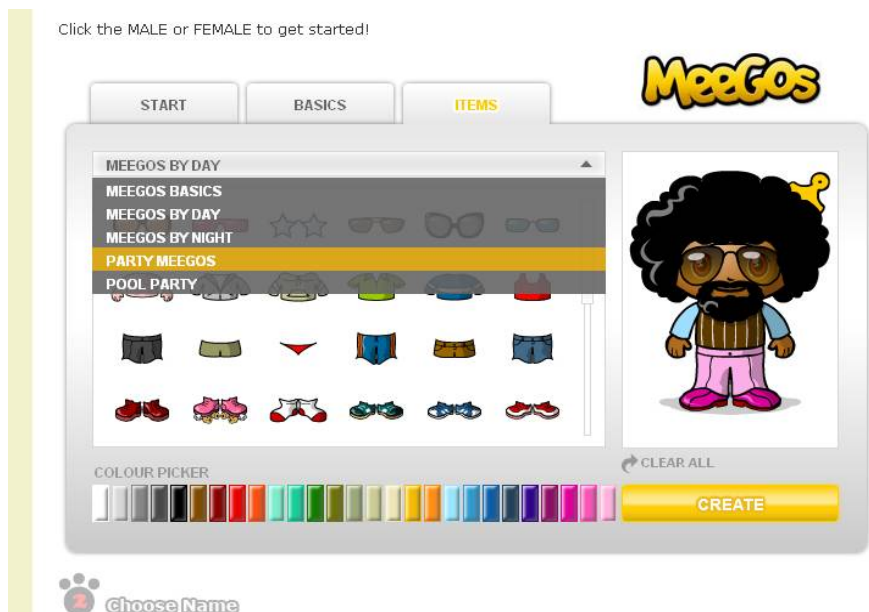 Click the MALE or FEMALE to get started!
MeeGos
START
BASICS
ITEMS
MEEGOS BY DAY
MEEGOS BASICS
MEEGOS BY DAY
MEEGOS BY NIGHT
PARTY MEEGOS
POOL PARTY
CLEAR ALL
COLOUR PICKER
CREATE
2
Choose Name